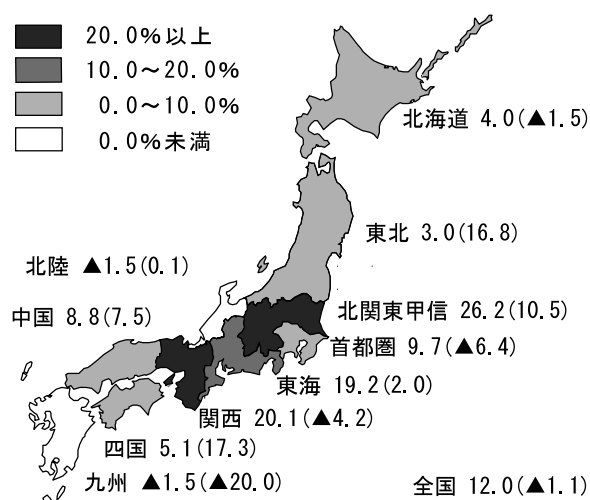 20.0%以上
10.0～20.0%
0.0～10.0%
0.0%未満
北海道 4.0(▲1.5)
東北 3.0(16.8)
北陸 ▲1.5(0.1)
北関東甲信 26.2(10.5)
中国 8.8(7.5)
首都圏 9.7(▲6.4)
東海 19.2(2.0)
関西 20.1(▲4.2)
四国 5.1(17.3)
九州 ▲1.5(▲20.0)
全国 12.0(▲1.1)